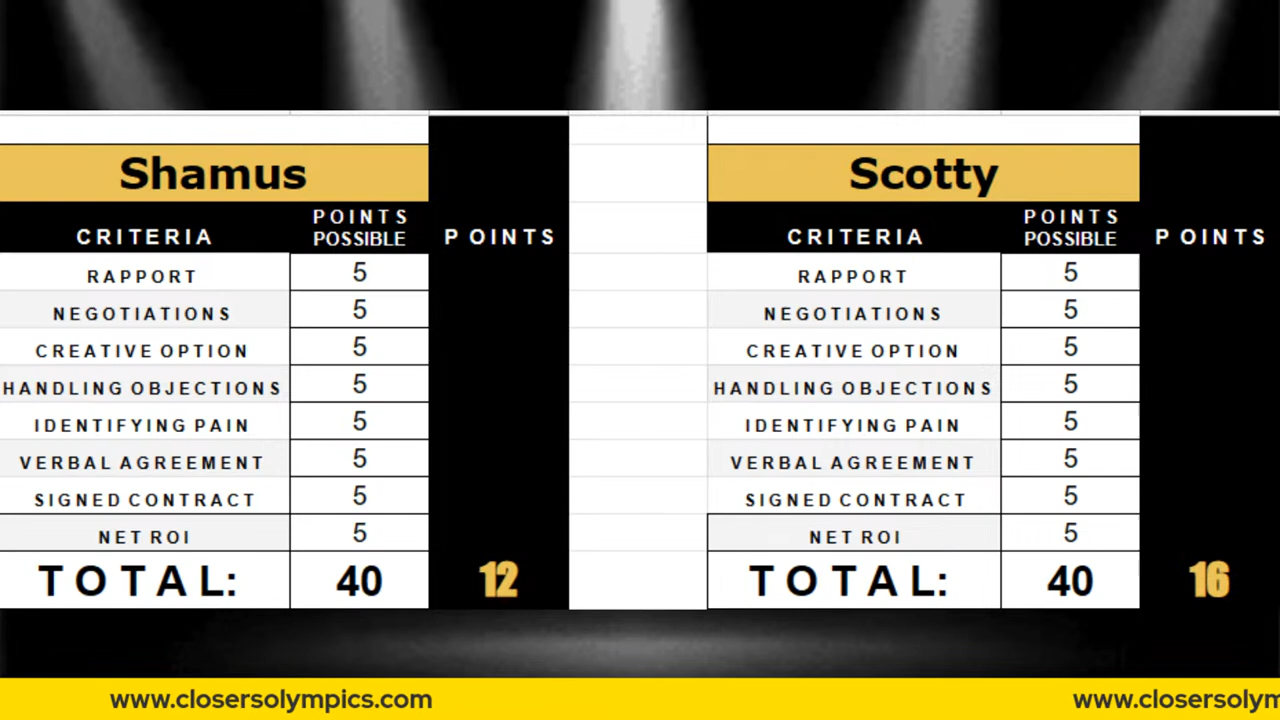 Shamus
CRITERIA POINTS POSSIBLE POINTS
RAPPORT 5
NEGOTIATIONS 5
CREATIVE OPTION 5
HANDLING OBJECTIONS 5
IDENTIFYING PAIN 5
VERBAL AGREEMENT 5
SIGNED CONTRACT 5
NET ROI 5
TOTAL: 40 12
Scotty
CRITERIA POINTS POSSIBLE POINTS
RAPPORT 5
NEGOTIATIONS 5
CREATIVE OPTION 5
HANDLING OBJECTIONS 5
IDENTIFYING PAIN 5
VERBAL AGREEMENT 5
SIGNED CONTRACT 5
NET ROI 5
TOTAL: 40 16
www.closersolympics.com
www.closersolym